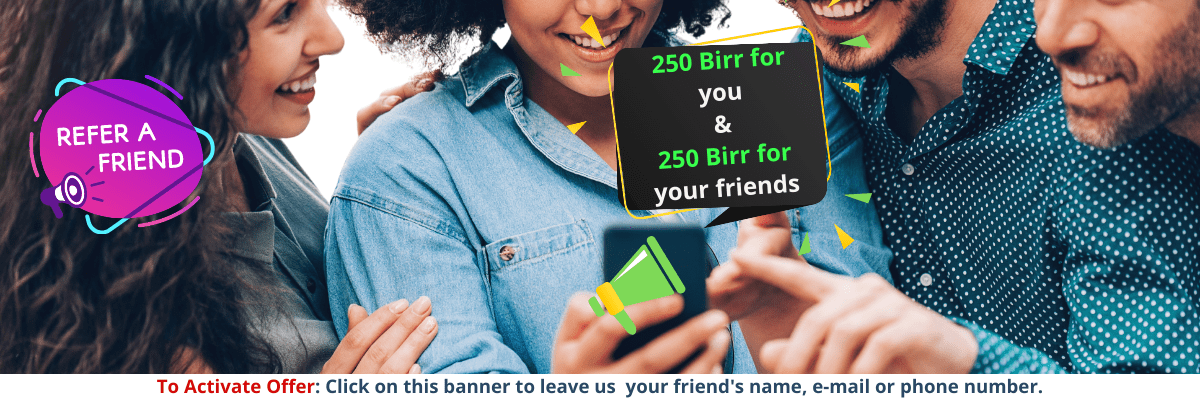 REFER A
FRIEND
250 Birr for
you
&
250 Birr for
your friends
To Activate Offer: Click on this banner to leave us  your friend's name, e-mail or phone number.